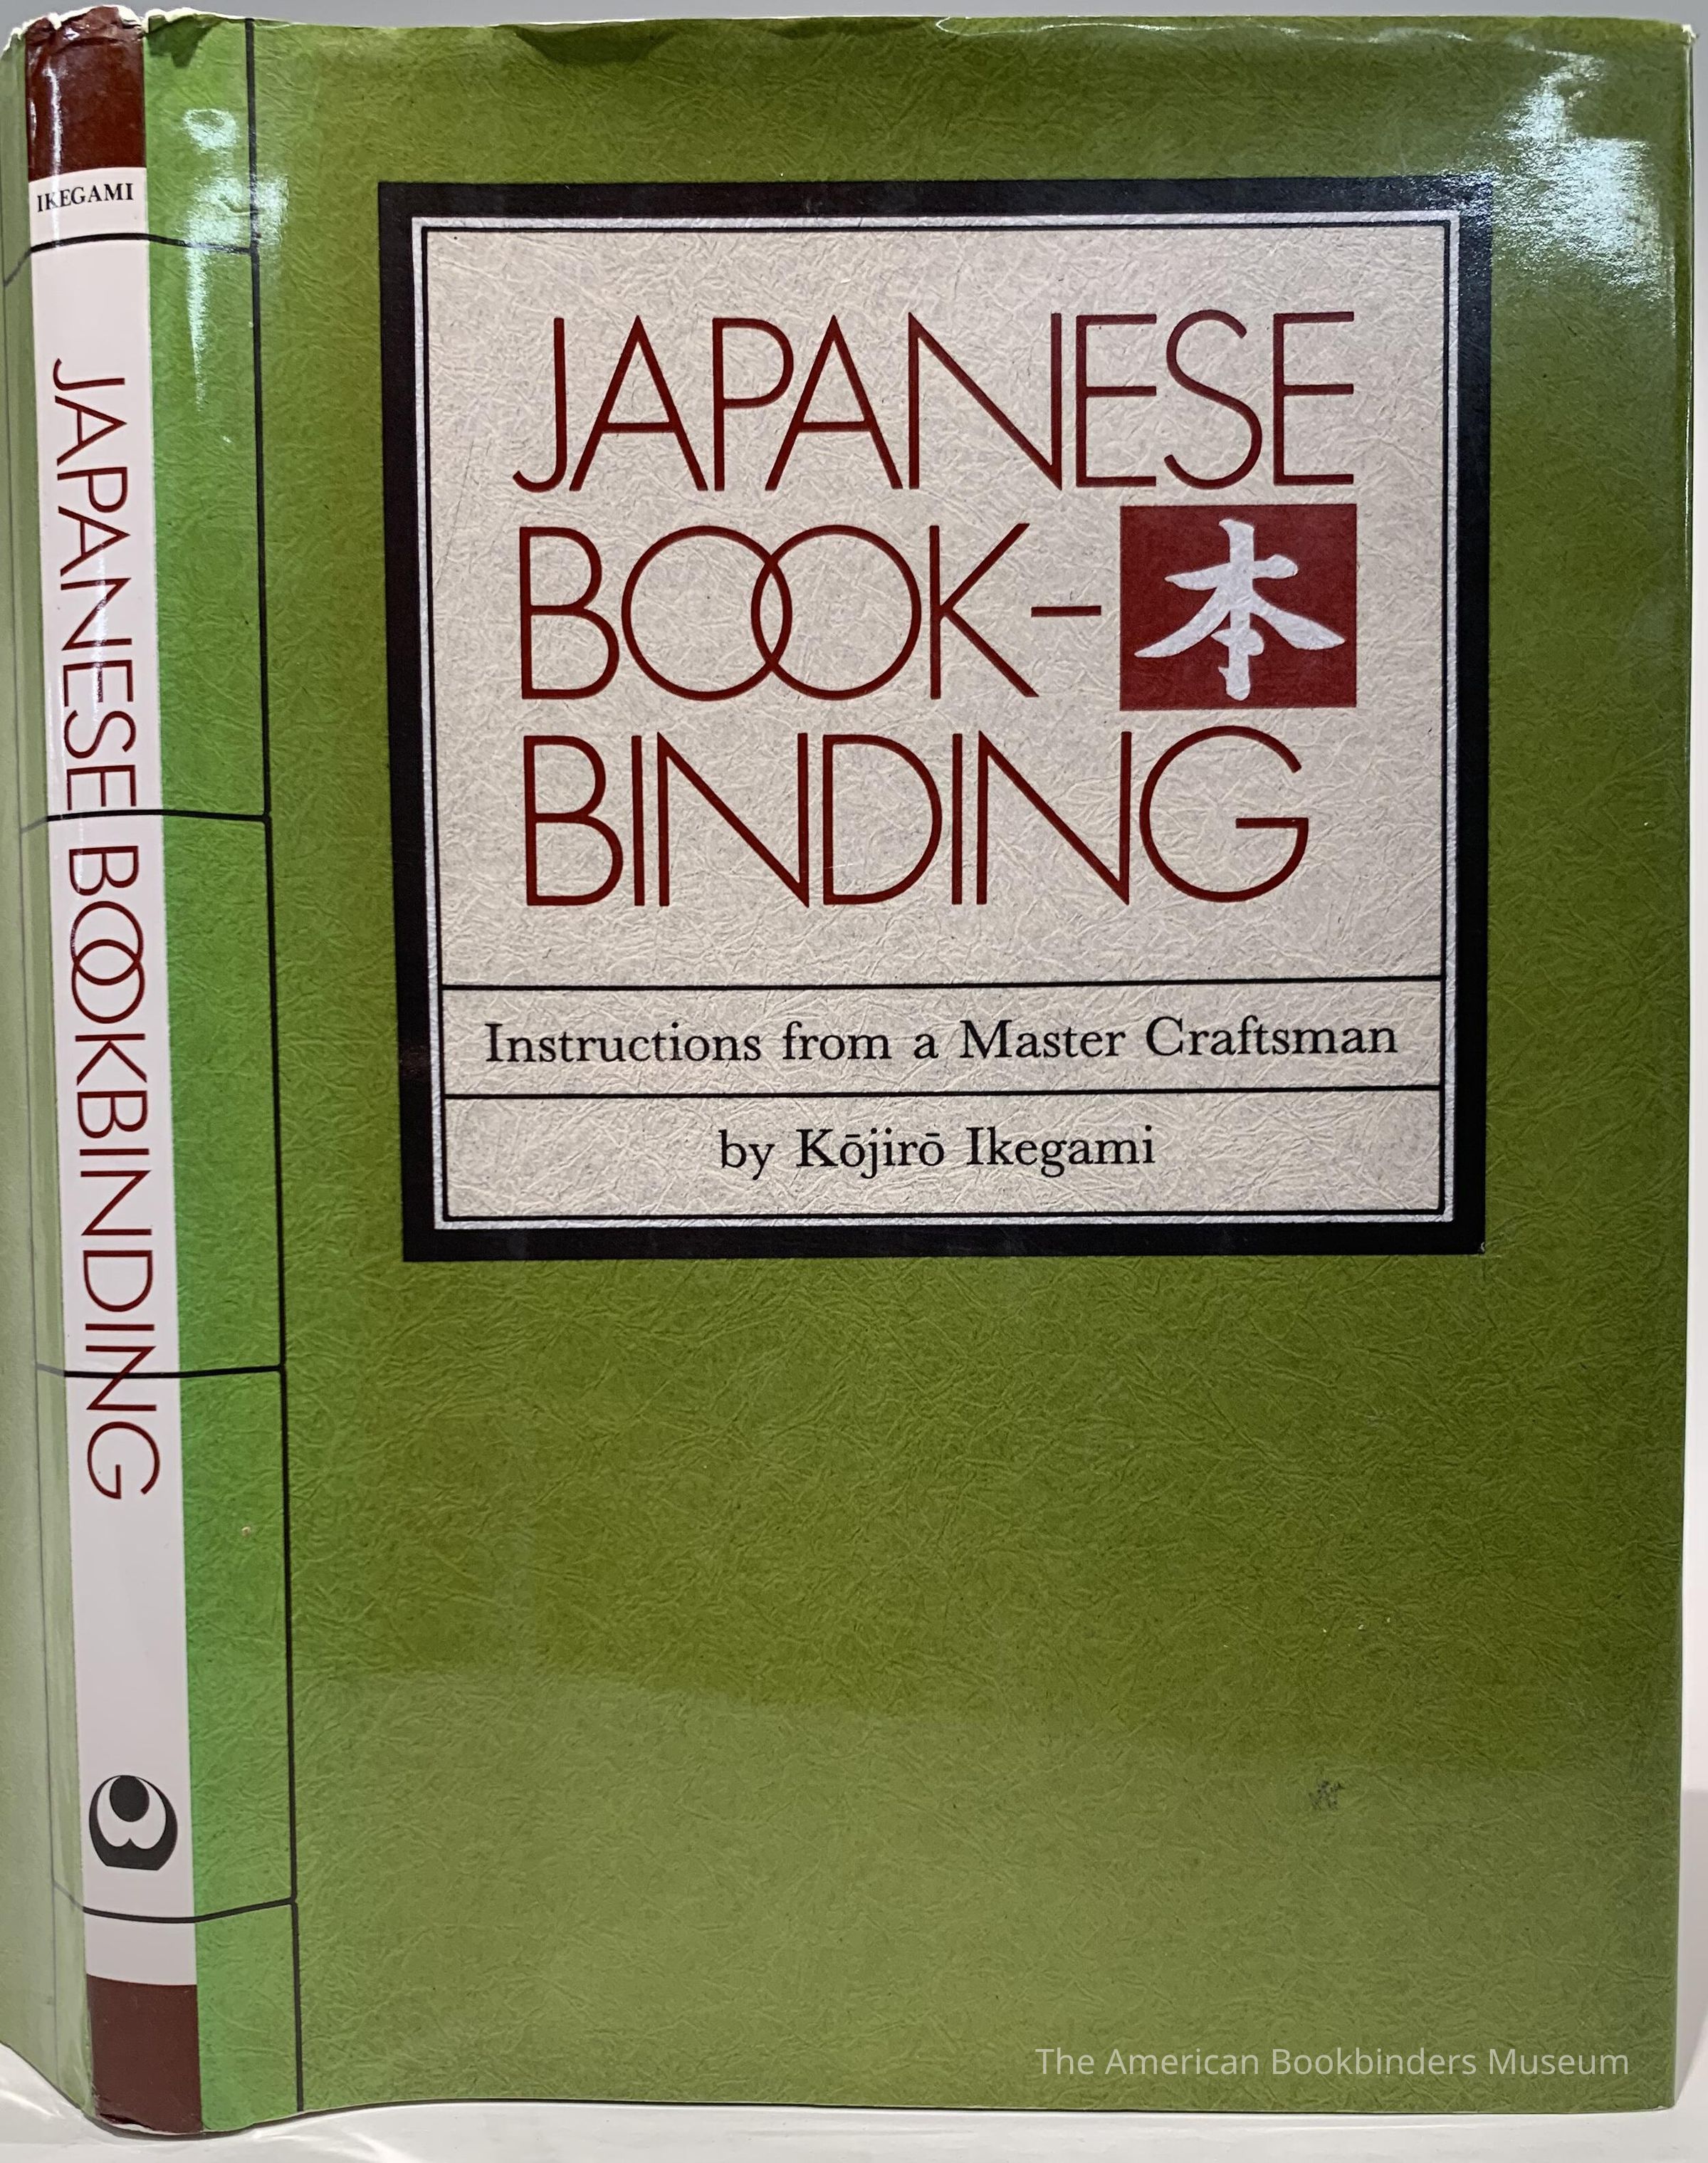 IKEGAMI
JAPANESE BOOKBINDING
JAPANESE
BOOK-本
BINDING
Instructions from a Master Craftsman
by Kōjirō Ikegami
The American Bookbinders Museum